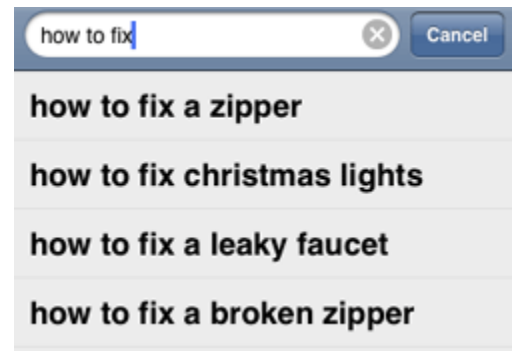 how to fix
Cancel
how to fix a zipper
how to fix christmas lights
how to fix a leaky faucet
how to fix a broken zipper